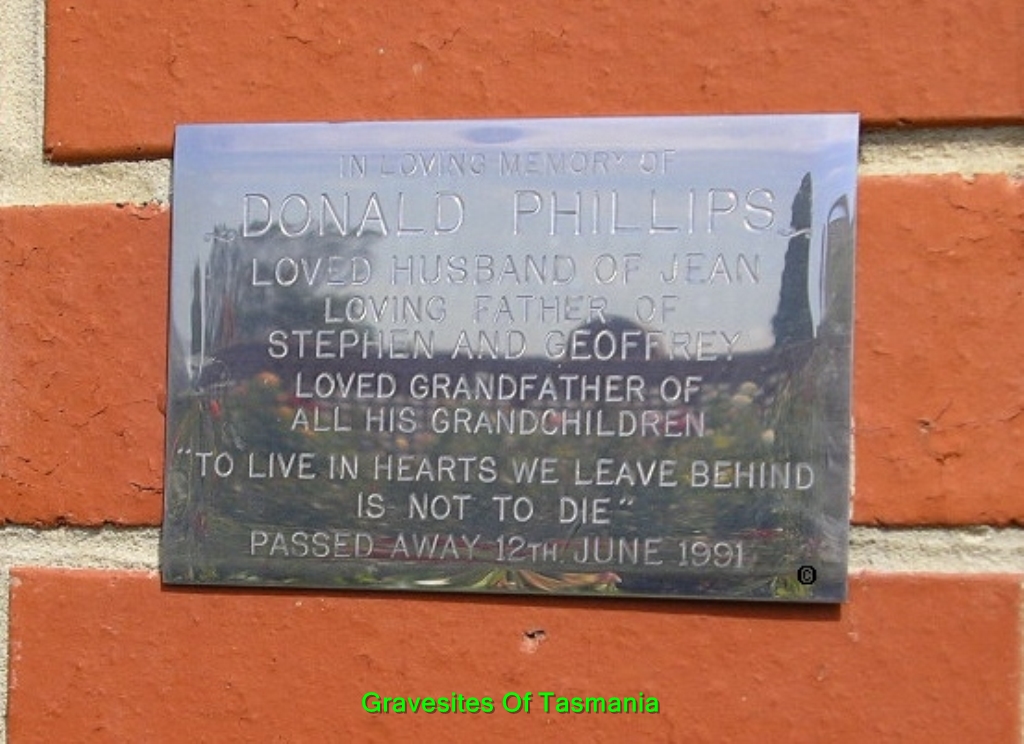 IN LOVING MEMORY OF
DONALD PHILLIPS
LOVED HUSBAND OF JEAN
LOVING FATHER OF
STEPHEN AND GEOFFREY
LOVED GRANDFATHER OF
ALL HIS GRANDCHILDREN
"TO LIVE IN HEARTS WE LEAVE BEHIND
IS NOT TO DIE"
PASSED AWAY 12TH JUNE 1991
©
Gravesites Of Tasmania